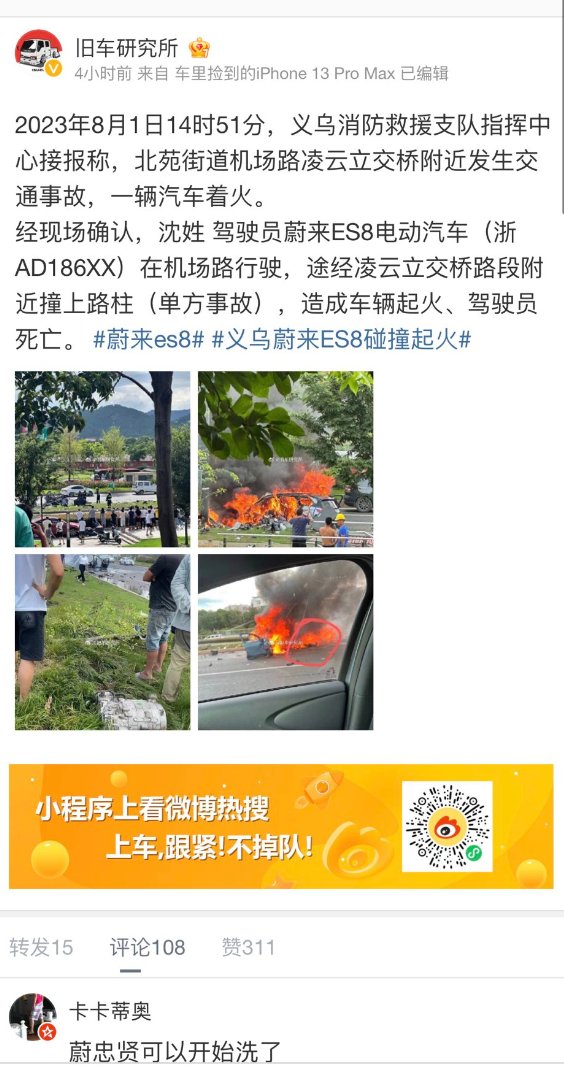 旧车研究所
4小时前 来自 车里捡到的iPhone 13 Pro Max 已编辑
2023年8月1日14时51分，义乌消防救援支队指挥中
心接报称，北苑街道机场路凌云立交桥附近发生交
通事故，一辆汽车着火。
经现场确认，沈姓 驾驶员蔚来ES8电动汽车（浙
AD186XX）在机场路行驶，途经凌云立交桥路段附
近撞上路柱（单方事故），造成车辆起火、驾驶员
死亡。 #蔚来es8# #义乌蔚来ES8碰撞起火#
小程序上看微博热搜
上车,跟紧!不掉队!
转发15 评论108 赞311
卡卡蒂奥
蔚忠贤可以开始洗了